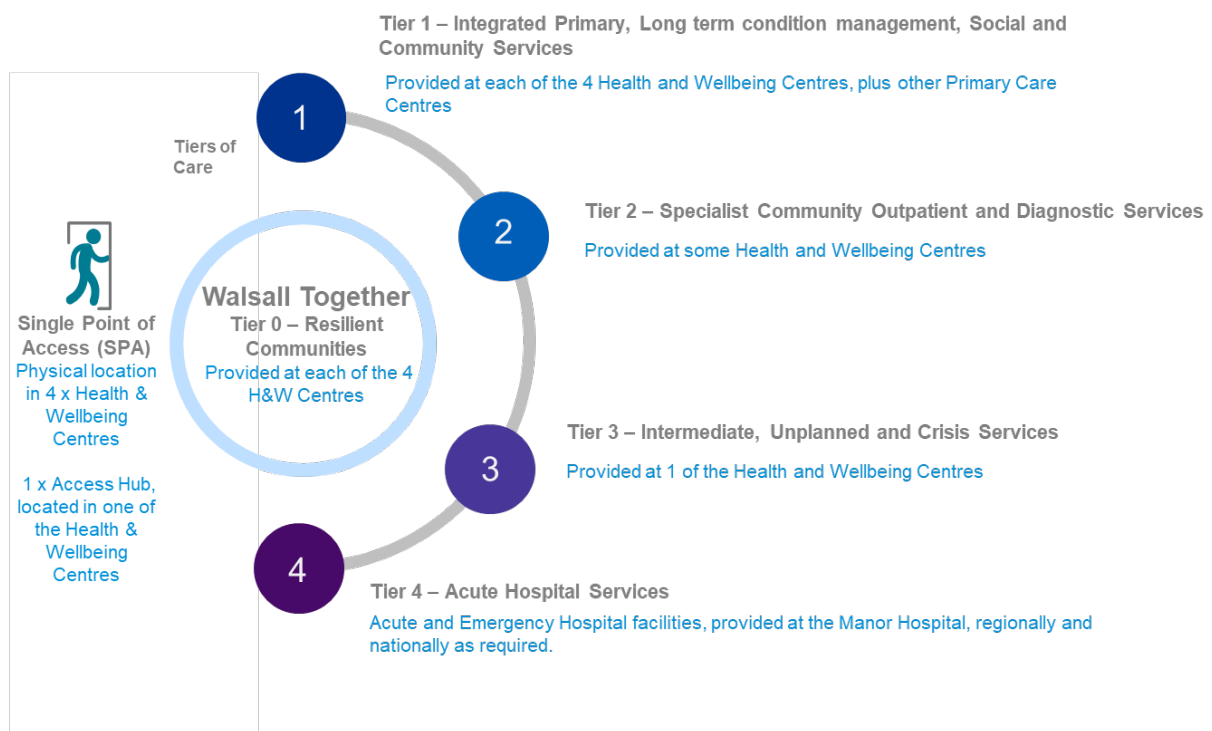 Tier 1 – Integrated Primary, Long term condition management, Social and
Community Services
Provided at each of the 4 Health and Wellbeing Centres, plus other Primary Care
Centres
1
Tiers of
Care
2
Tier 2 – Specialist Community Outpatient and Diagnostic Services
Provided at some Health and Wellbeing Centres
Single Point of
Access (SPA)
Physical location
in 4 x Health &
Wellbeing
Centres
1 x Access Hub,
located in one of
the Health &
Wellbeing
Centres
Walsall Together
Tier 0 – Resilient
Communities
Provided at each of the 4
H&W Centres
3
Tier 3 – Intermediate, Unplanned and Crisis Services
Provided at 1 of the Health and Wellbeing Centres
4
Tier 4 – Acute Hospital Services
Acute and Emergency Hospital facilities, provided at the Manor Hospital, regionally and
nationally as required.